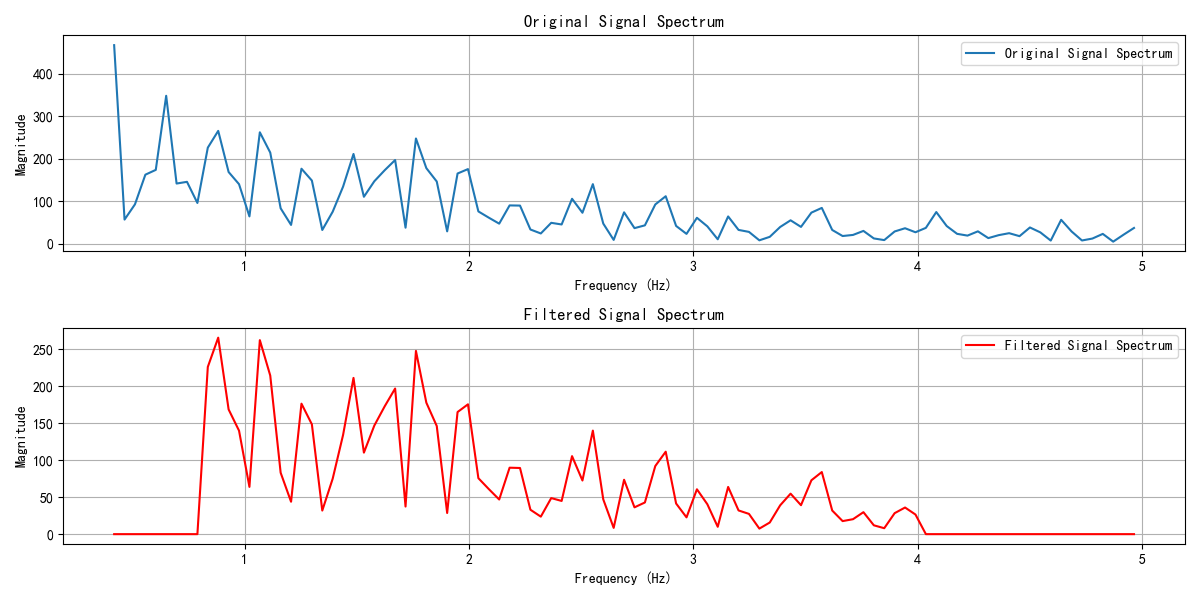 Original Signal Spectrum
Original Signal Spectrum
400
300
200
100
0
Magnitude
1 2 3 4 5
Frequency (Hz)
Filtered Signal Spectrum
Filtered Signal Spectrum
250
200
150
100
50
0
Magnitude
1 2 3 4 5
Frequency (Hz)